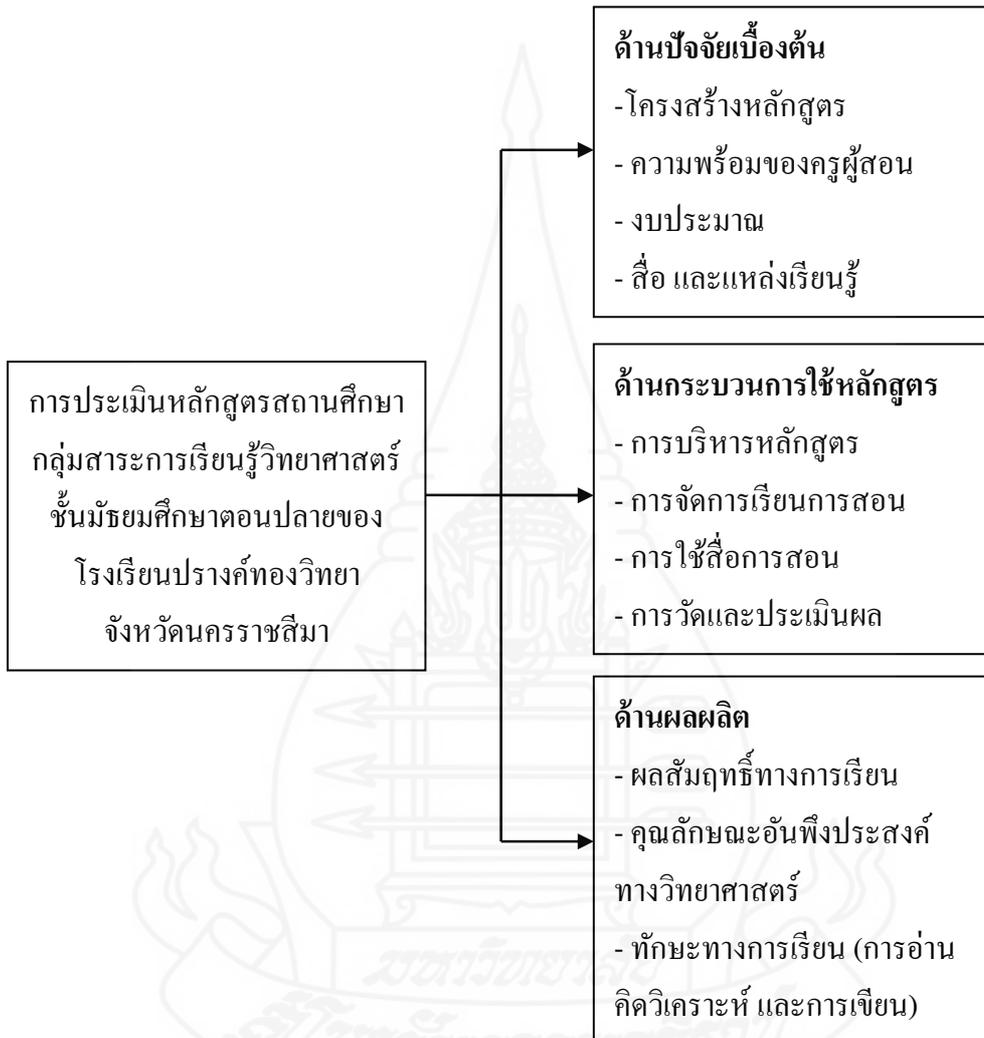 ด้านปัจจัยเบื้องต้น
-โครงสร้างหลักสูตร
- ความพร้อมของครูผู้สอน
- งบประมาณ
- สื่อ และแหล่งเรียนรู้
การประเมินหลักสูตรสถานศึกษา
กลุ่มสาระการเรียนรู้วิทยาศาสตร์
ชั้นมัธยมศึกษาตอนปลายของ
โรงเรียนปรางค์ทองวิทยา
จังหวัดนครราชสีมา
ด้านกระบวนการใช้หลักสูตร
- การบริหารหลักสูตร
- การจัดการเรียนการสอน
- การใช้สื่อการสอน
- การวัดและประเมินผล
ด้านผลผลิต
- ผลสัมฤทธิ์ทางการเรียน
- คุณลักษณะอันพึงประสงค์
ทางวิทยาศาสตร์
- ทักษะทางการเรียน (การอ่าน
คิดวิเคราะห์ และการเขียน)
มหาวิทยาลัย